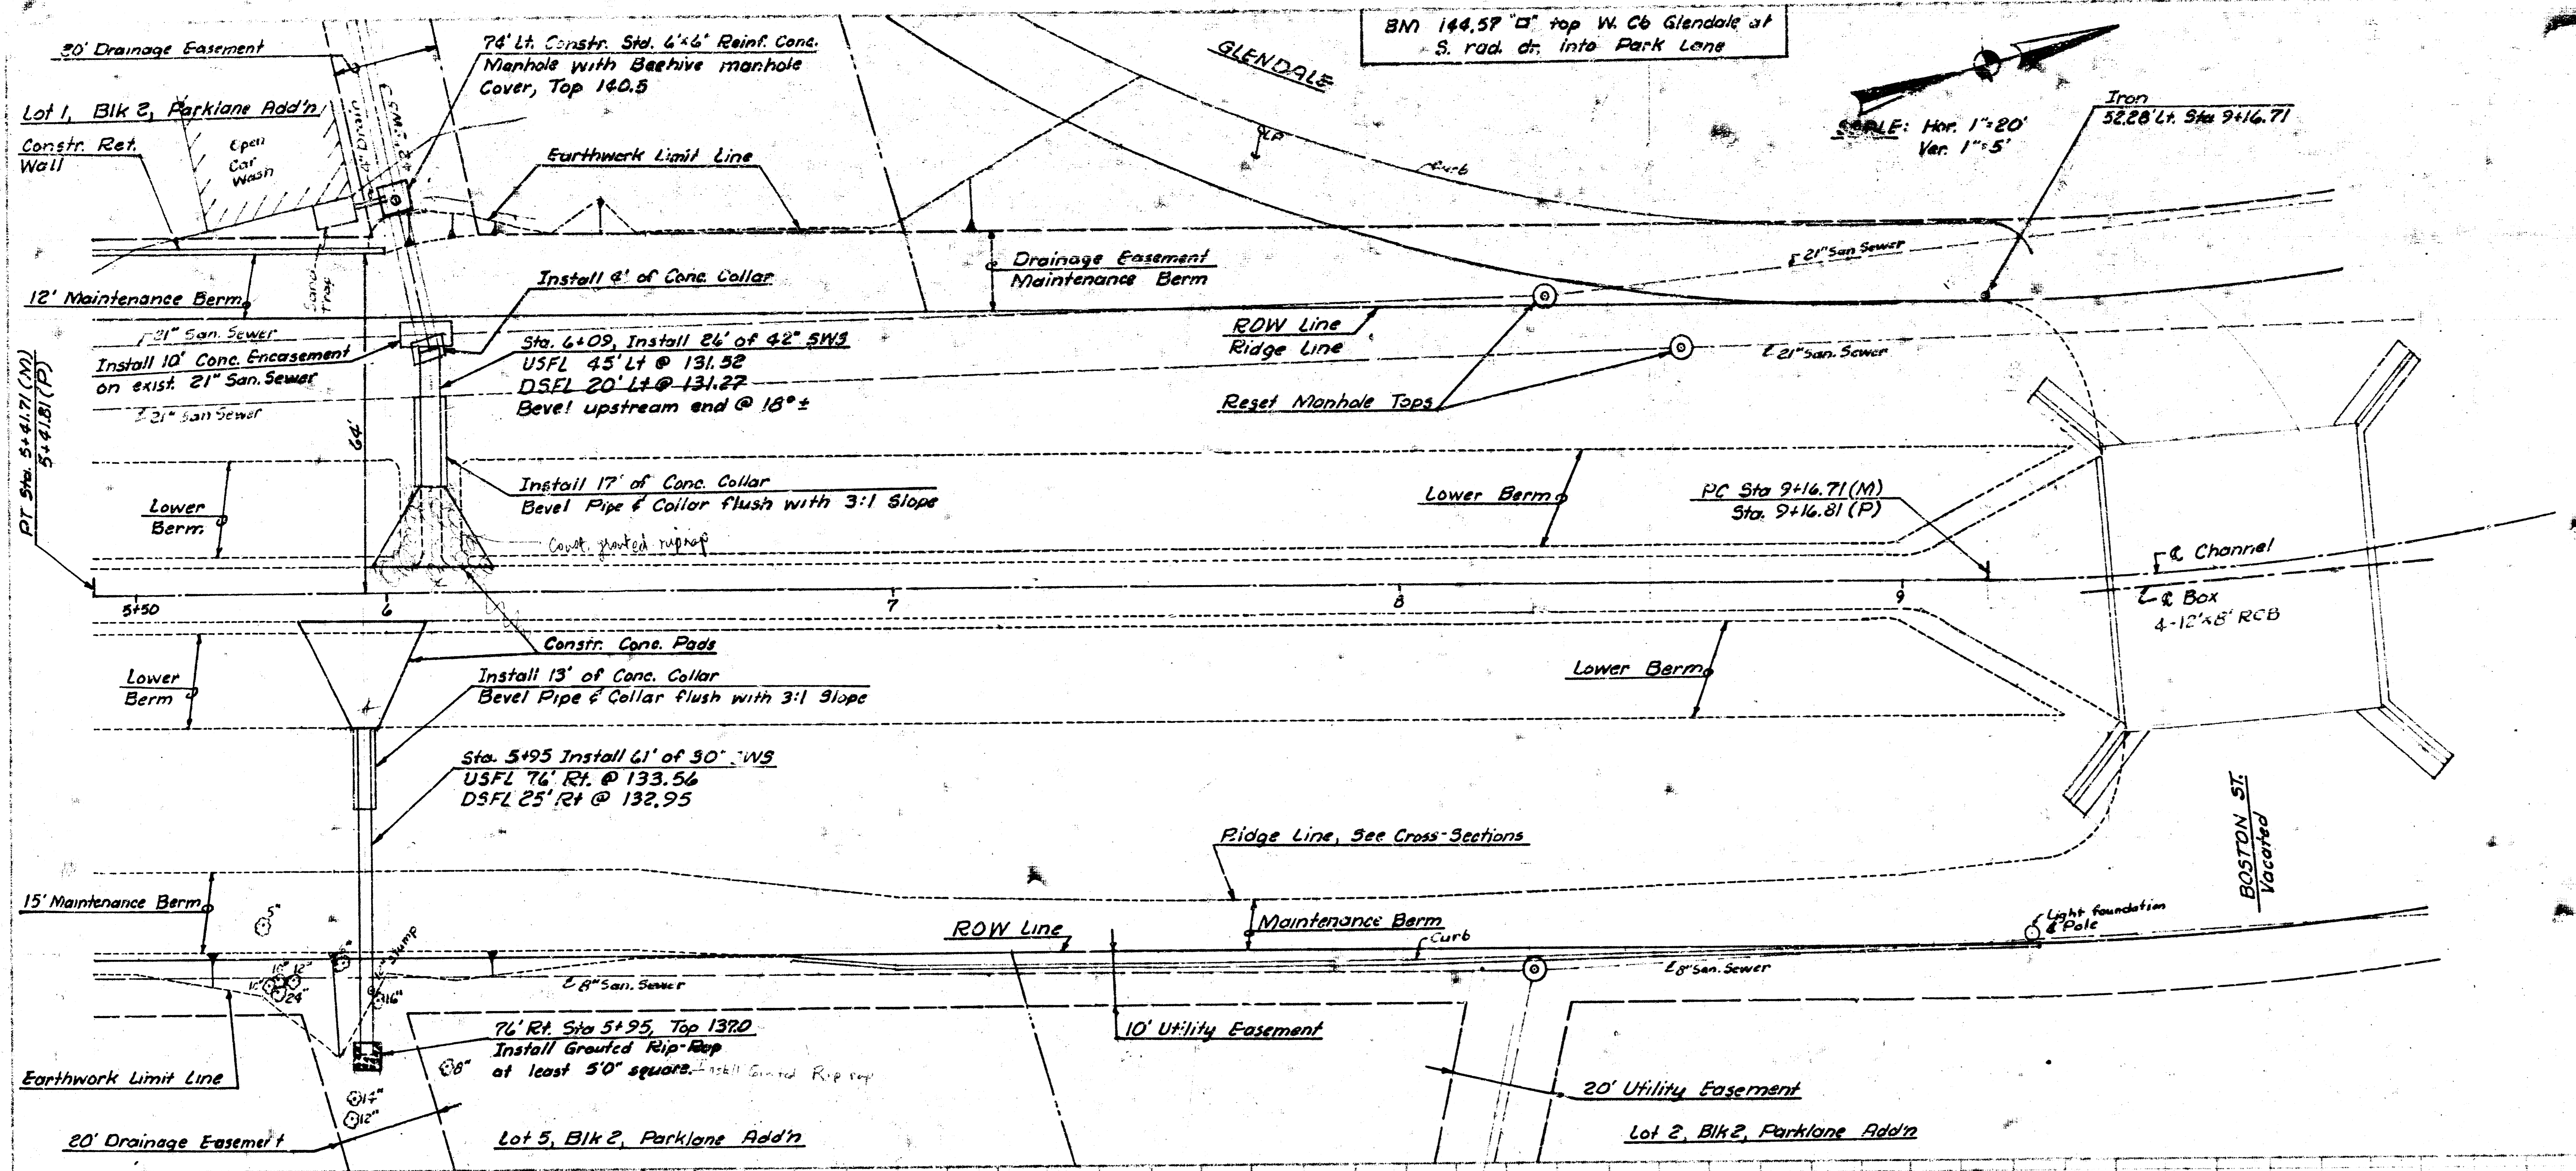 BM 144.57 "□" top W. Cb Glendale at
S. rad. dr. into Park Lane
20' Drainage Easement
74' Lt. Constr. Std. 6'x6' Reinf. Conc.
Manhole with Beehive manhole
Cover, Top 140.5
GLENDALE
Lot 1, Blk 2, Parklane Add'n
Constr. Ret.
Wall
Open
Car
Wash
Earthwork Limit Line
LP
Curb
SCALE: Hor. 1"=20'
Ver. 1"=5'
Iron
52.28' Lt. Sta 9+16.71
Sand
Trap
Install 4' of Conc. Collar
Drainage Easement
Maintenance Berm
℄ 21" San Sewer
12' Maintenance Berm
℄ 21" San. Sewer
Install 10' Conc. Encasement
on exist. 21" San. Sewer
℄ 21" San Sewer
Sta. 6+09, Install 26' of 42" SWS
USFL 45' Lt @ 131.52
DSFL 20' Lt @ 131.27
Bevel upstream end @ 18° ±
ROW Line
Ridge Line
℄ 21" San. Sewer
Reset Manhole Tops
PT Sta. 5+41.71 (M)
5+41.81 (P)
64'
Lower
Berm
Install 17' of Conc. Collar
Bevel Pipe & Collar flush with 3:1 Slope
Const. grouted riprap
Lower Berm
PC Sta 9+16.71 (M)
Sta. 9+16.81 (P)
℄ Channel
℄ Box
4-12'x8' RCB
5+50
6
7
8
9
Constr. Conc. Pads
Lower
Berm
Install 13' of Conc. Collar
Bevel Pipe & Collar flush with 3:1 Slope
Lower Berm
Sta. 5+95 Install 61' of 30" SWS
USFL 76' Rt. @ 133.56
DSFL 25' Rt @ 132.95
Ridge Line, See Cross-Sections
BOSTON ST.
Vacated
15' Maintenance Berm
5"
ROW Line
Maintenance Berm
Curb
Light foundation
& Pole
12"
24"
Stump
16"
℄ 8" San. Sewer
℄ 8" San. Sewer
76' Rt. Sta 5+95, Top 137.0
Install Grouted Rip-Rap
at least 5'0" square.
Install Grouted Rip rap
8"
10' Utility Easement
Earthwork Limit Line
14"
12"
20' Utility Easement
20' Drainage Easement
Lot 5, Blk 2, Parklane Add'n
Lot 2, Blk 2, Parklane Add'n